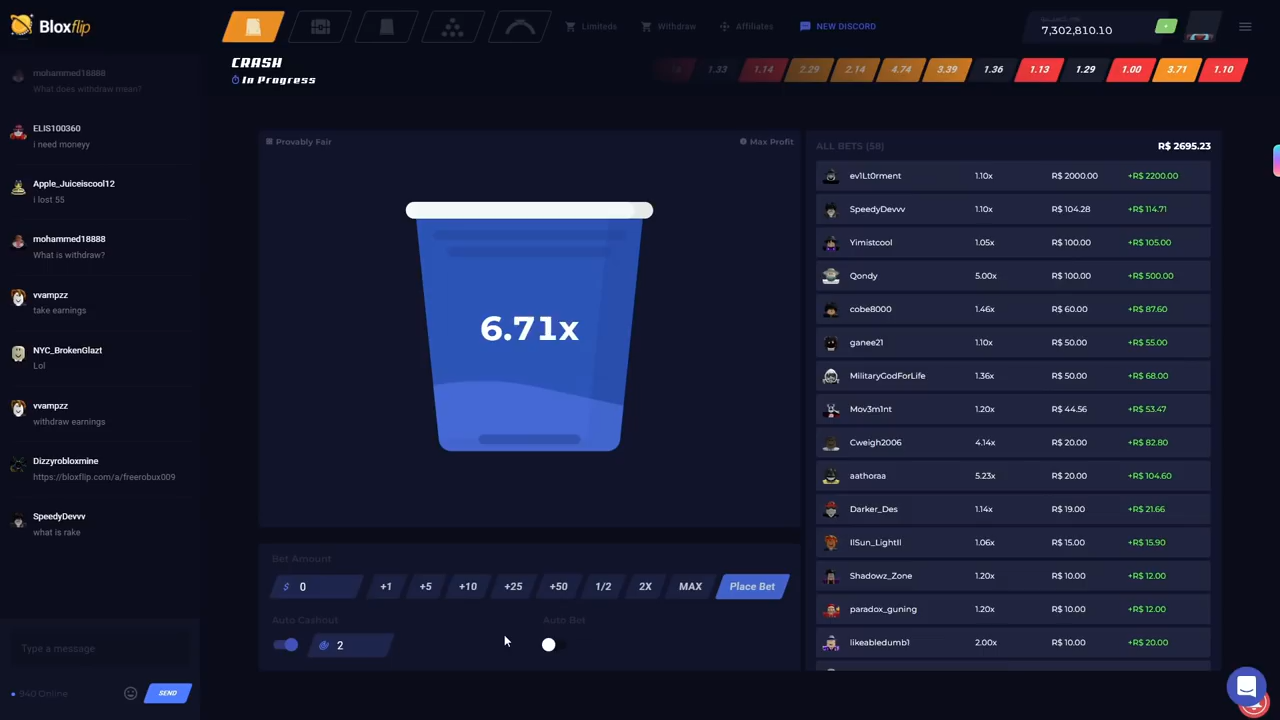 Bloxflip
Limiteds
Withdraw
Affiliates
NEW DISCORD
7,302,810.10
CRASH
In Progress
1.33
1.14
2.29
2.14
4.74
3.39
1.36
1.13
1.29
1.00
3.71
1.10
mohammed18888
What does withdraw mean?
ELIS100360
i need moneyy
Apple_Juiceiscool12
i lost 55
mohammed18888
What is withdraw?
vvampzz
take earnings
NYC_BrokenGlazt
Lol
vvampzz
withdraw earnings
Dizzyrobloxmine
https://bloxflip.com/a/freerobux009
SpeedyDevvv
what is rake
Type a message
940 Online
SEND
Provably Fair
Max Profit
6.71x
Bet Amount
$ 0
+1
+5
+10
+25
+50
1/2
2X
MAX
Place Bet
Auto Cashout
Auto Bet
2
ALL BETS (58)
R$ 2695.23
ev1Lt0rment 1.10x R$ 2000.00 +R$ 2200.00
SpeedyDevvv 1.10x R$ 104.28 +R$ 114.71
Yimistcool 1.05x R$ 100.00 +R$ 105.00
Qondy 5.00x R$ 100.00 +R$ 500.00
cobe8000 1.46x R$ 60.00 +R$ 87.60
ganee21 1.10x R$ 50.00 +R$ 55.00
MilitaryGodForLife 1.36x R$ 50.00 +R$ 68.00
Mov3m1nt 1.20x R$ 44.56 +R$ 53.47
Cweigh2006 4.14x R$ 20.00 +R$ 82.80
aathoraa 5.23x R$ 20.00 +R$ 104.60
Darker_Des 1.14x R$ 19.00 +R$ 21.66
IlSun_LightIl 1.06x R$ 15.00 +R$ 15.90
Shadowz_Zone 1.20x R$ 10.00 +R$ 12.00
paradox_guning 1.20x R$ 10.00 +R$ 12.00
likeabledumb1 2.00x R$ 10.00 +R$ 20.00